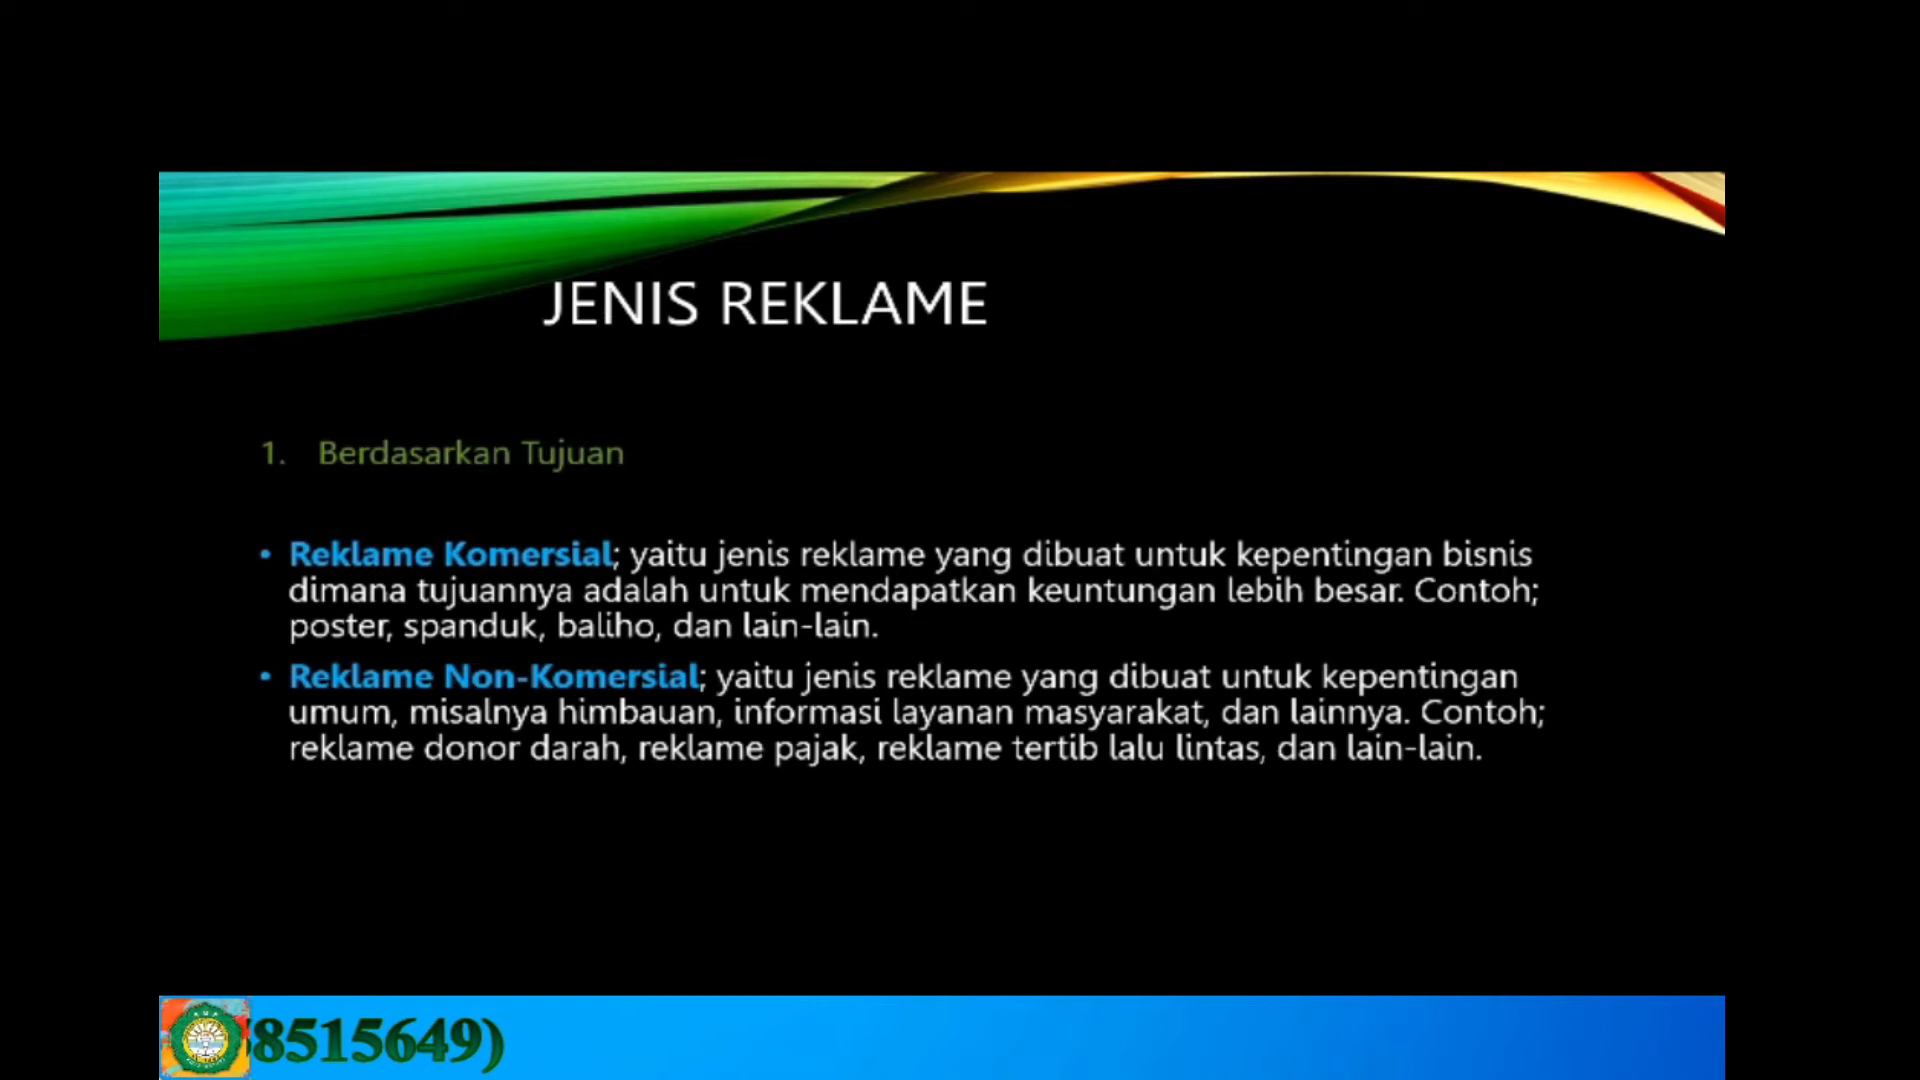 JENIS REKLAME
1. Berdasarkan Tujuan
• Reklame Komersial; yaitu jenis reklame yang dibuat untuk kepentingan bisnis
dimana tujuannya adalah untuk mendapatkan keuntungan lebih besar. Contoh;
poster, spanduk, baliho, dan lain-lain.
• Reklame Non-Komersial; yaitu jenis reklame yang dibuat untuk kepentingan
umum, misalnya himbauan, informasi layanan masyarakat, dan lainnya. Contoh;
reklame donor darah, reklame pajak, reklame tertib lalu lintas, dan lain-lain.
8515649)